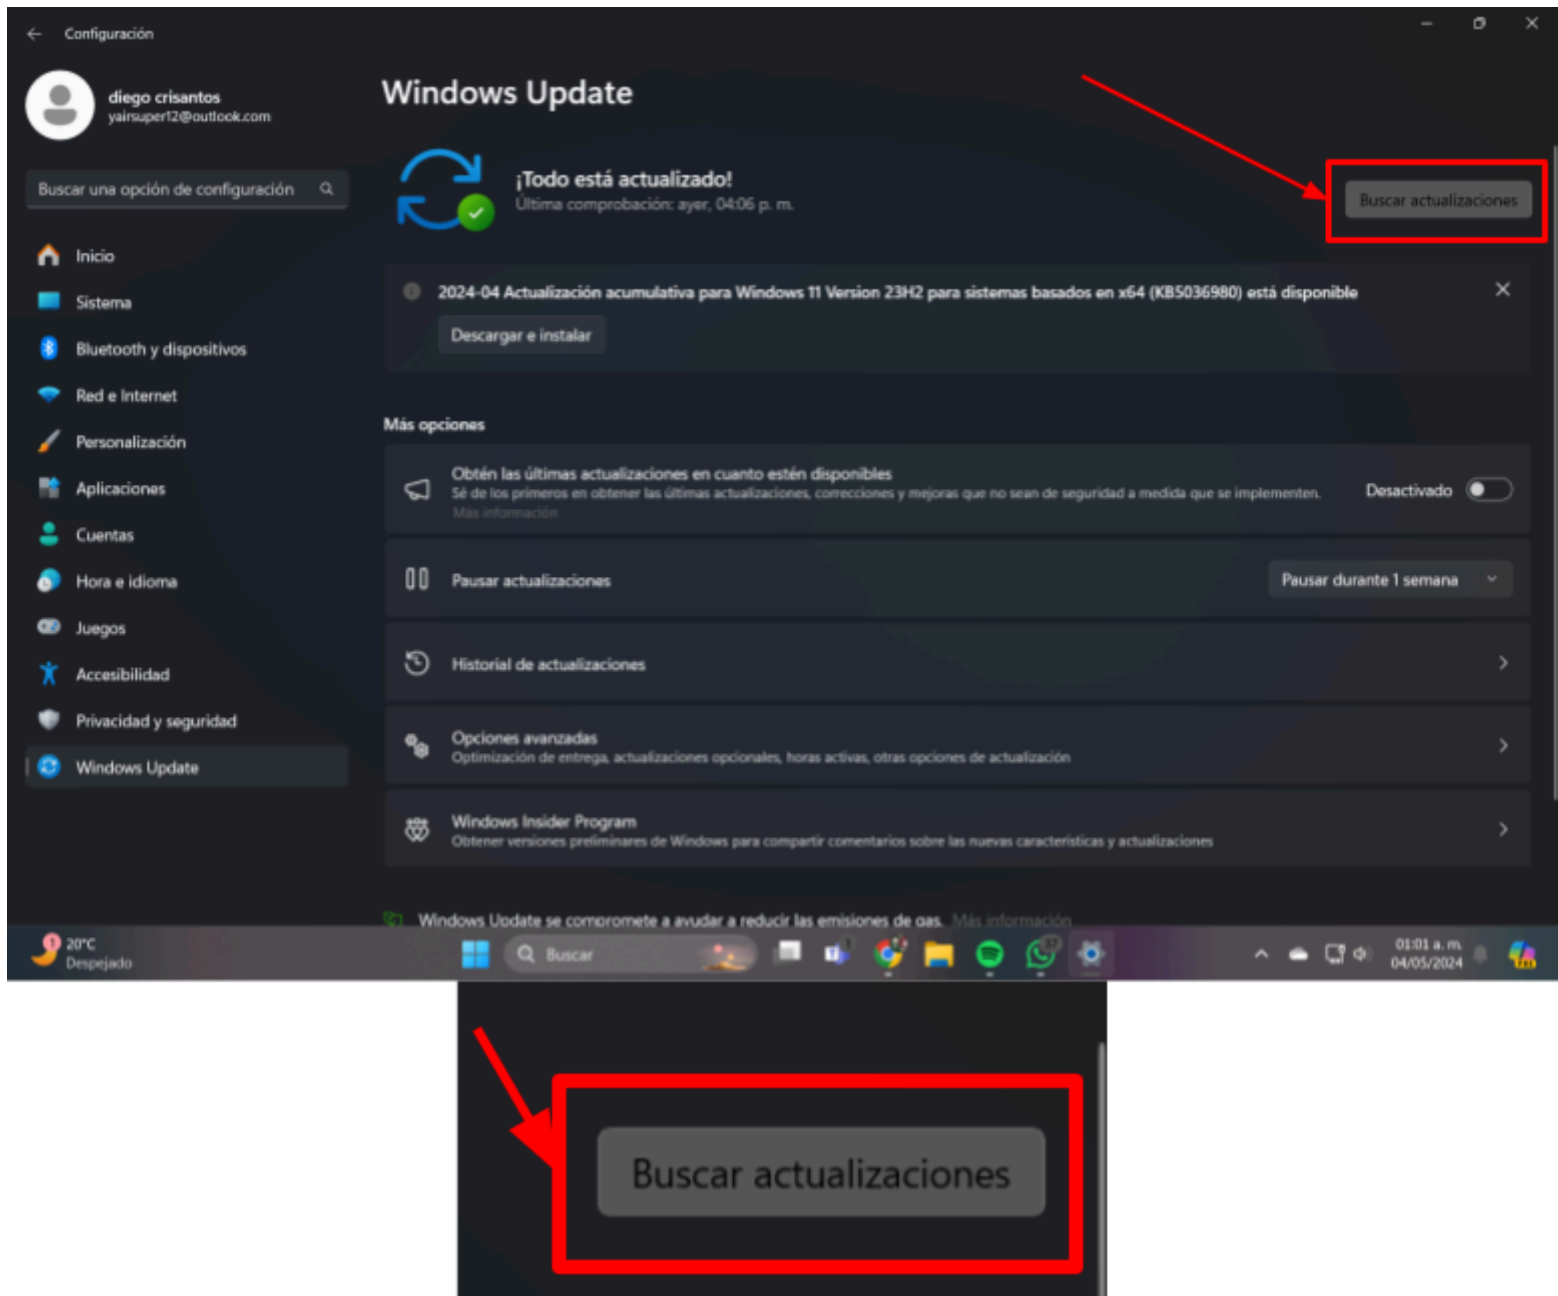 Configuración
diego crisantos
yairsuper12@outlook.com
Buscar una opción de configuración
Inicio
Sistema
Bluetooth y dispositivos
Red e Internet
Personalización
Aplicaciones
Cuentas
Hora e idioma
Juegos
Accesibilidad
Privacidad y seguridad
Windows Update
Windows Update
¡Todo está actualizado!
Última comprobación: ayer, 04:06 p. m.
Buscar actualizaciones
2024-04 Actualización acumulativa para Windows 11 Version 23H2 para sistemas basados en x64 (KB5036980) está disponible
Descargar e instalar
Más opciones
Obtén las últimas actualizaciones en cuanto estén disponibles
Sé de los primeros en obtener las últimas actualizaciones, correcciones y mejoras que no sean de seguridad a medida que se implementen.
Más información
Desactivado
Pausar actualizaciones
Pausar durante 1 semana
Historial de actualizaciones
Opciones avanzadas
Optimización de entrega, actualizaciones opcionales, horas activas, otras opciones de actualización
Windows Insider Program
Obtener versiones preliminares de Windows para compartir comentarios sobre las nuevas características y actualizaciones
Windows Update se compromete a ayudar a reducir las emisiones de gas. Más información
1
20°C
Despejado
Buscar
01:01 a. m.
04/05/2024
Buscar actualizaciones